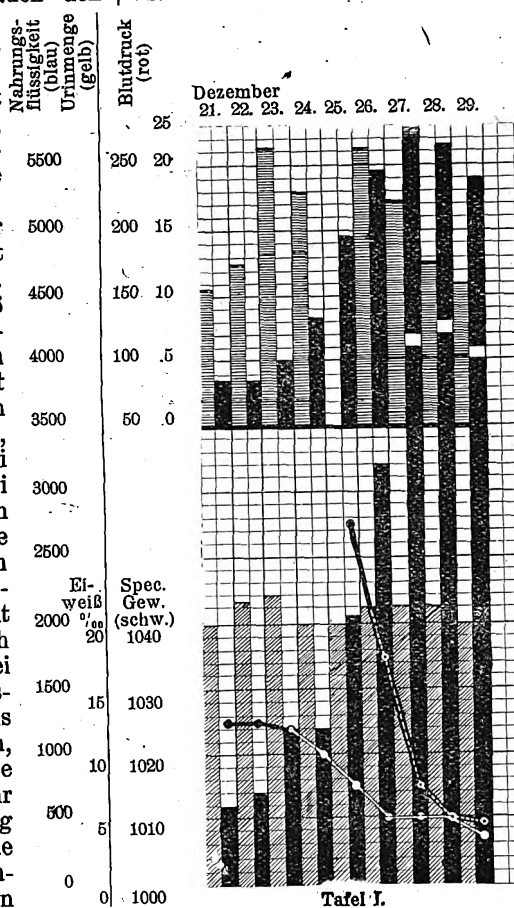 Nahrungs-
flüssigkeit
(blau)
Urinmenge
(gelb)
Blutdruck
(rot)
Dezember
21. 22. 23. 24. 25. 26. 27. 28. 29.
25
5500 250 20
5000 200 15
4500 150 10
4000 100 5
3500 50 0
3000
2500
Ei-
weiß
‰
Spec.
Gew.
(schw.)
2000 20 1040
1500 15 1030
1000 10 1020
500 5 1010
0 0 1000
Tafel I.